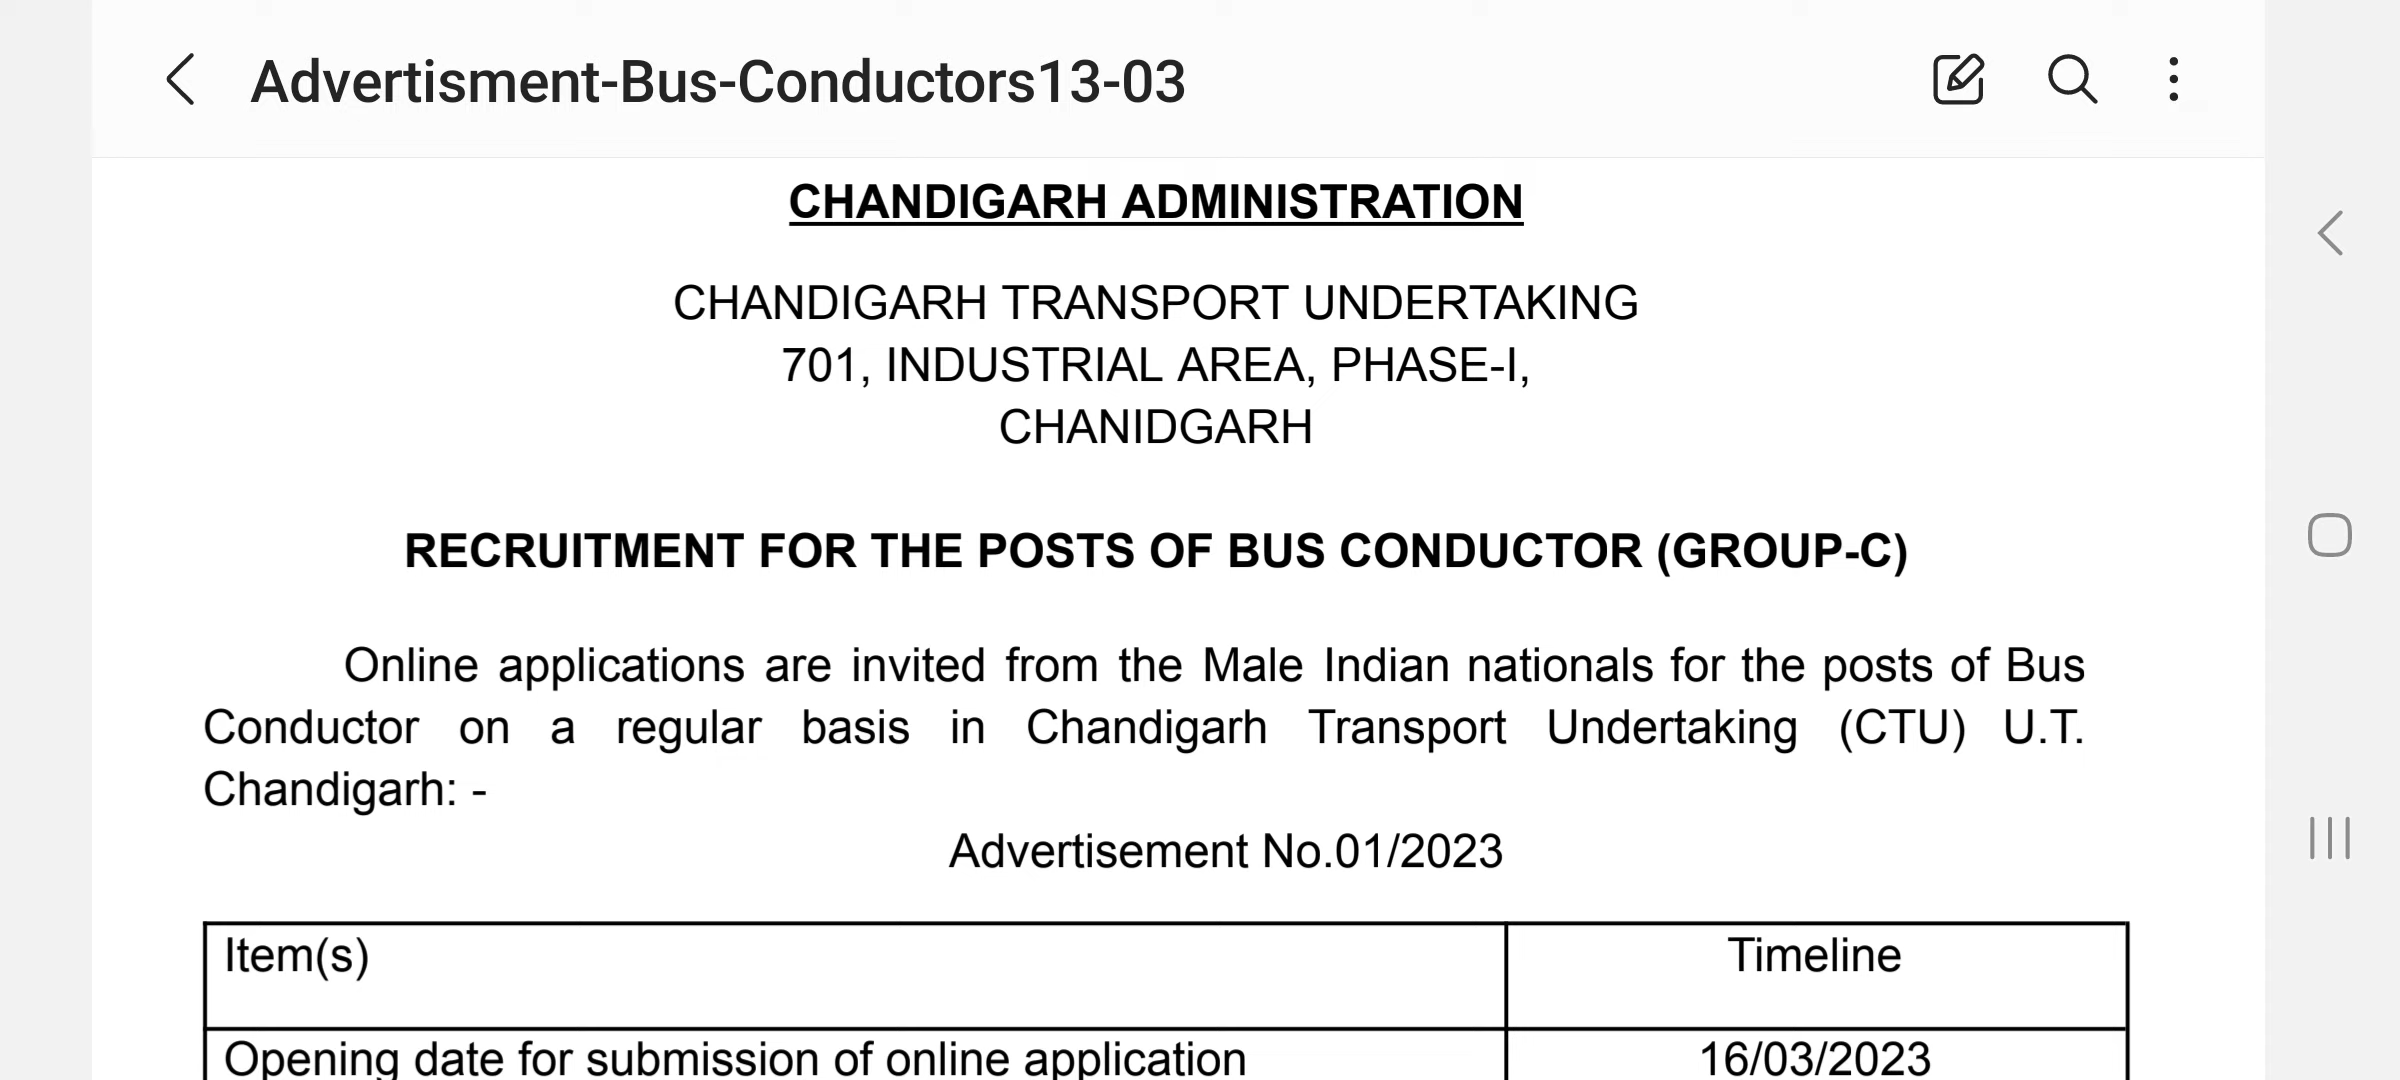 Advertisment-Bus-Conductors13-03
CHANDIGARH ADMINISTRATION
CHANDIGARH TRANSPORT UNDERTAKING
701, INDUSTRIAL AREA, PHASE-I,
CHANIDGARH
RECRUITMENT FOR THE POSTS OF BUS CONDUCTOR (GROUP-C)
Online applications are invited from the Male Indian nationals for the posts of Bus
Conductor on a regular basis in Chandigarh Transport Undertaking (CTU) U.T.
Chandigarh: -
Advertisement No.01/2023
Item(s) Timeline
Opening date for submission of online application 16/03/2023